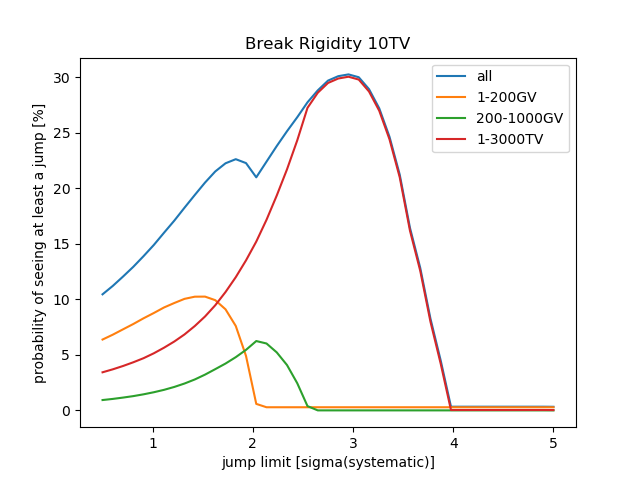 Break Rigidity 10TV
probability of seeing at least a jump [%]
30
25
20
15
10
5
0
all
1-200GV
200-1000GV
1-3000TV
1 2 3 4 5
jump limit [sigma(systematic)]